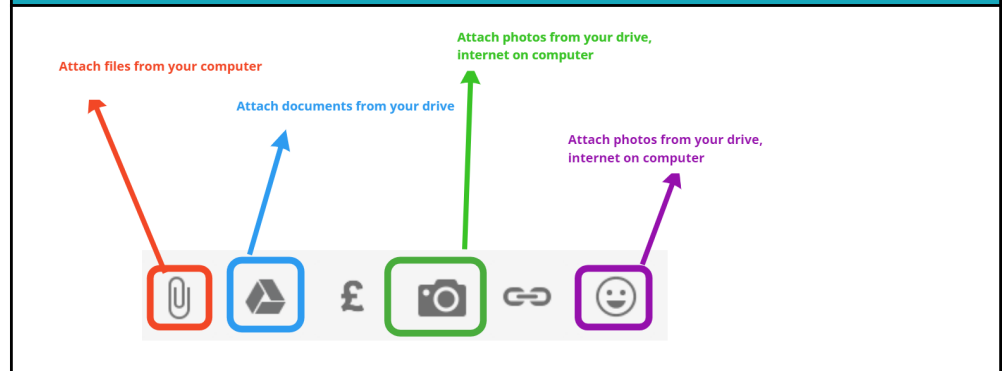 Attach photos from your drive,
internet on computer
Attach files from your computer
Attach documents from your drive
Attach photos from your drive,
internet on computer
£